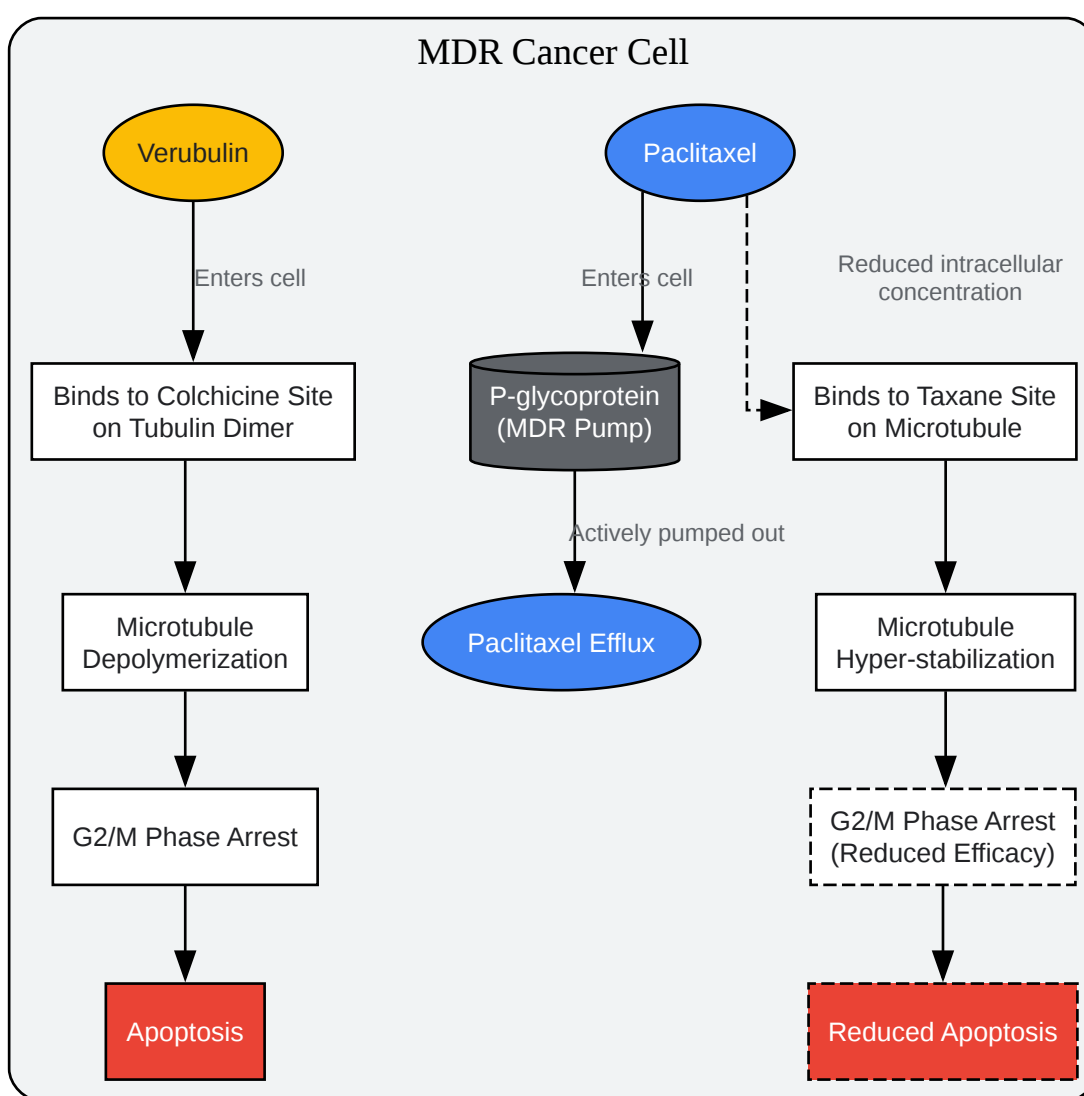 MDR Cancer Cell
Verubulin
Paclitaxel
Enters cell
Enters cell
Reduced intracellular
concentration
Binds to Colchicine Site
on Tubulin Dimer
P-glycoprotein
(MDR Pump)
Binds to Taxane Site
on Microtubule
Actively pumped out
Microtubule
Depolymerization
Paclitaxel Efflux
Microtubule
Hyper-stabilization
G2/M Phase Arrest
G2/M Phase Arrest
(Reduced Efficacy)
Apoptosis
Reduced Apoptosis